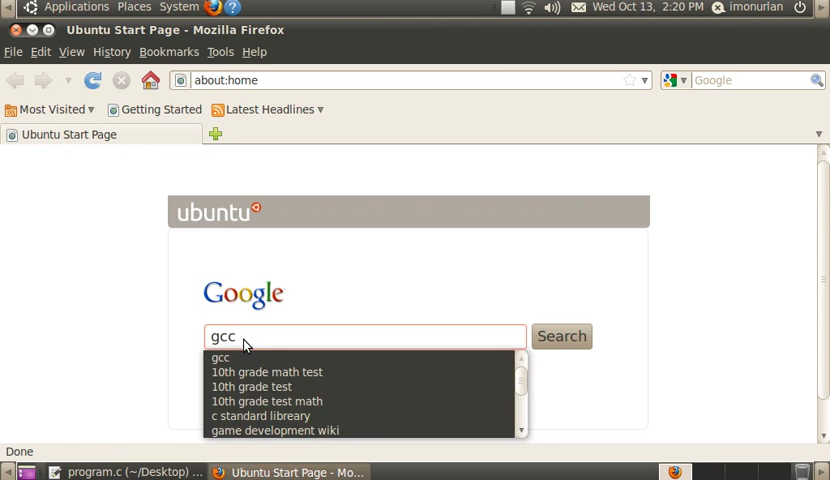 Applications Places System Wed Oct 13, 2:20 PM imonurlan
Ubuntu Start Page - Mozilla Firefox
File Edit View History Bookmarks Tools Help
about:home Google
Most Visited Getting Started Latest Headlines
Ubuntu Start Page
ubuntu
Google
gcc Search
gcc
10th grade math test
10th grade test
10th grade test math
c standard libreary
game development wiki
Done
program.c (~/Desktop) ... Ubuntu Start Page - Mo...